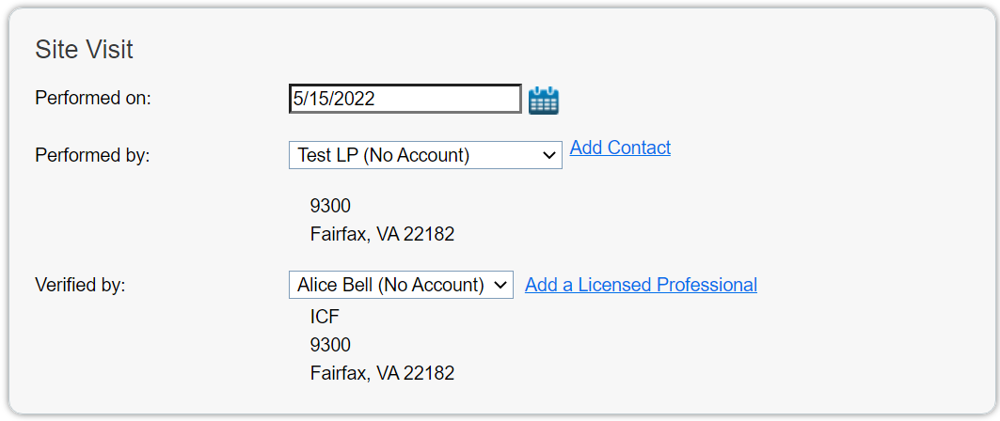 Site Visit
Performed on: 5/15/2022
Performed by: Test LP (No Account) Add Contact
9300
Fairfax, VA 22182
Verified by: Alice Bell (No Account) Add a Licensed Professional
ICF
9300
Fairfax, VA 22182